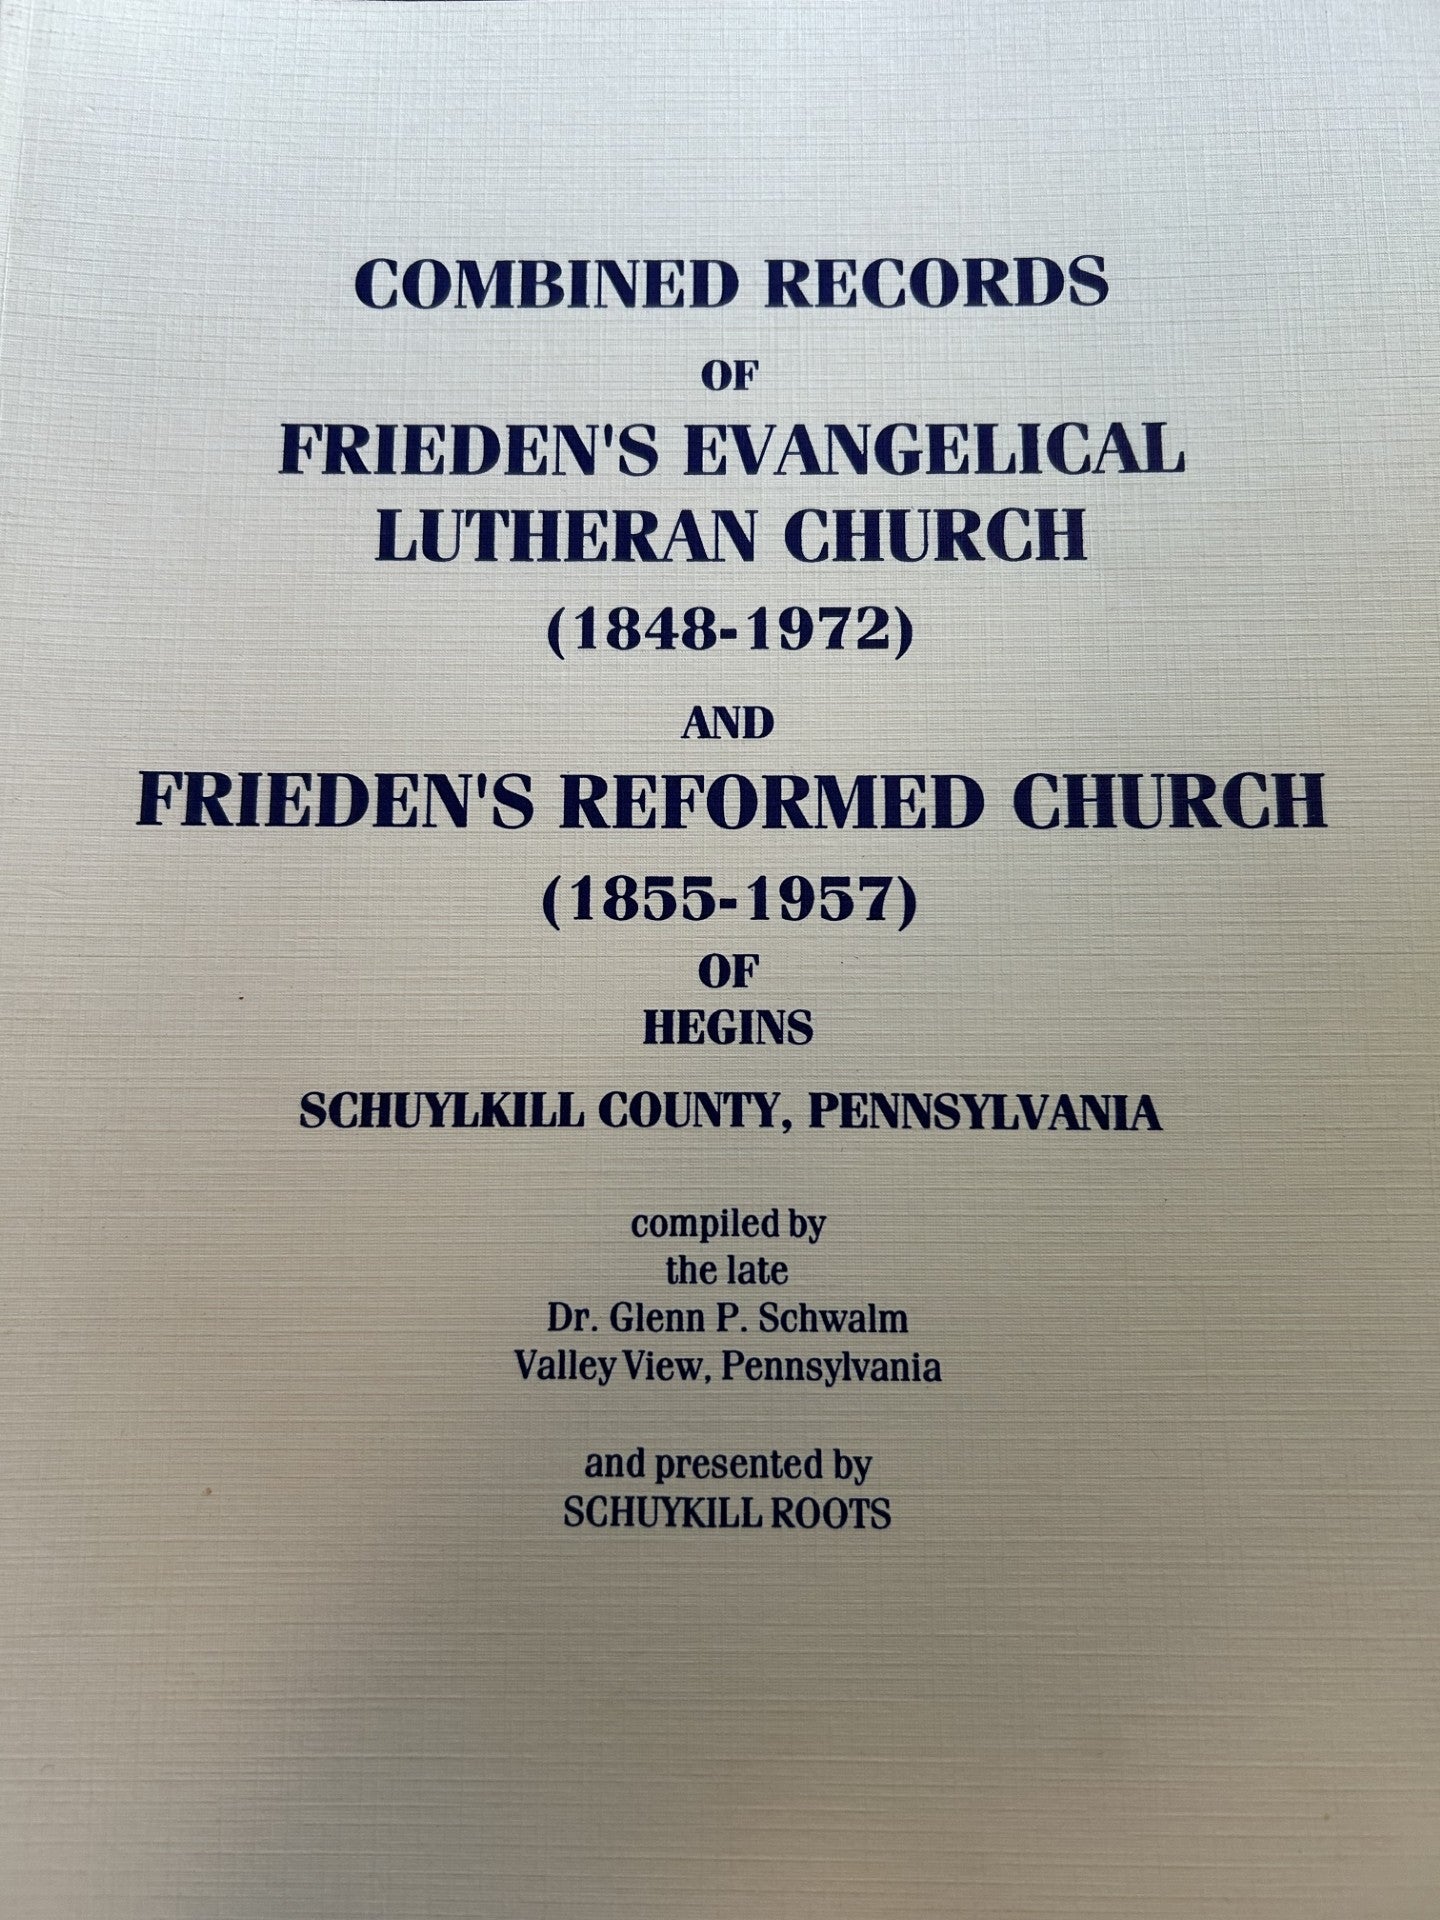 COMBINED RECORDS
OF
FRIEDEN'S EVANGELICAL
LUTHERAN CHURCH
(1848-1972)
AND
FRIEDEN'S REFORMED CHURCH
(1855-1957)
OF
HEGINS
SCHUYLKILL COUNTY, PENNSYLVANIA
compiled by
the late
Dr. Glenn P. Schwalm
Valley View, Pennsylvania
and presented by
SCHUYKILL ROOTS